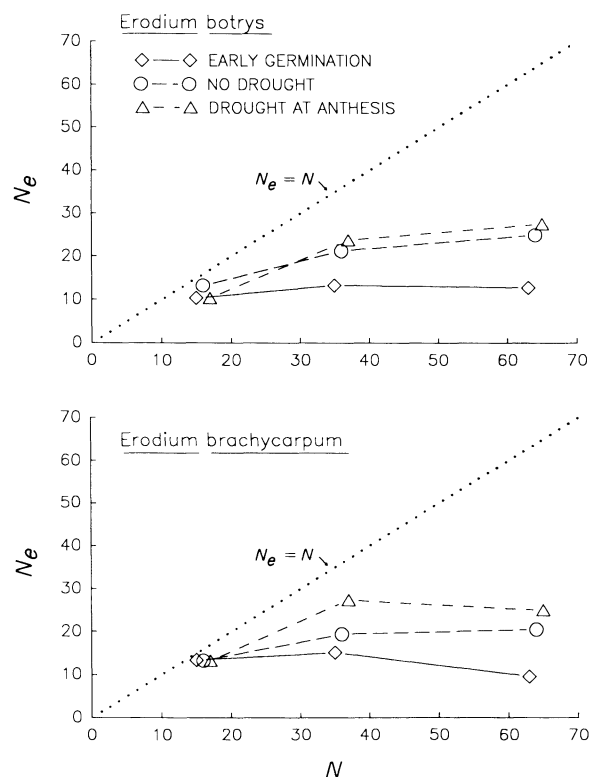 Erodium botrys
EARLY GERMINATION
NO DROUGHT
DROUGHT AT ANTHESIS
70
60
50
40
30
20
10
0
Ne
Ne = N
0 10 20 30 40 50 60 70
Erodium brachycarpum
70
60
50
40
30
20
10
0
Ne
Ne = N
0 10 20 30 40 50 60 70
N